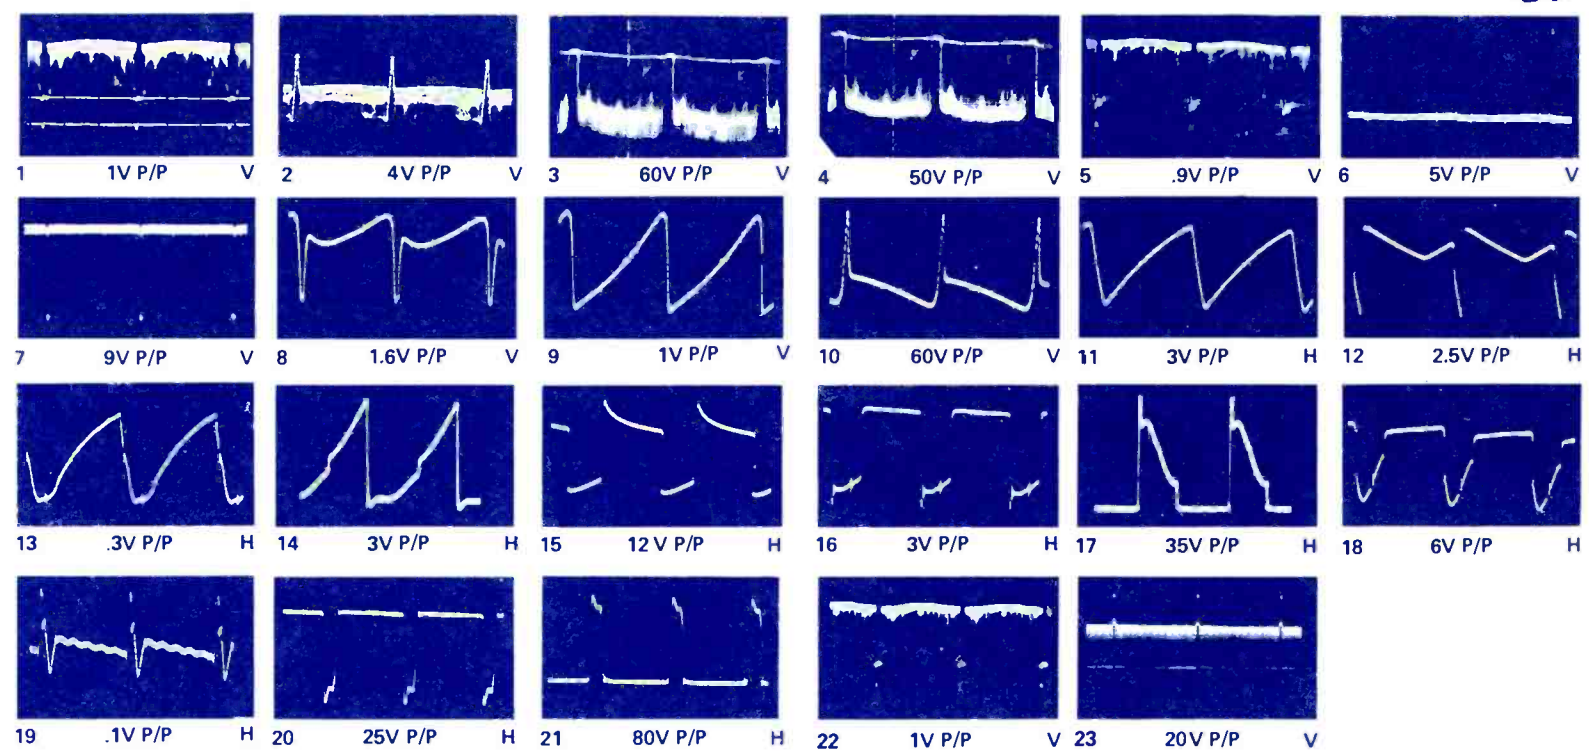 1 1V P/P V 2 4V P/P V 3 60V P/P V 4 50V P/P V 5 .9V P/P V 6 5V P/P V
7 9V P/P V 8 1.6V P/P V 9 1V P/P V 10 60V P/P V 11 3V P/P H 12 2.5V P/P H
13 .3V P/P H 14 3V P/P H 15 12V P/P H 16 3V P/P H 17 35V P/P H 18 6V P/P H
19 .1V P/P H 20 25V P/P H 21 80V P/P H 22 1V P/P V 23 20V P/P V